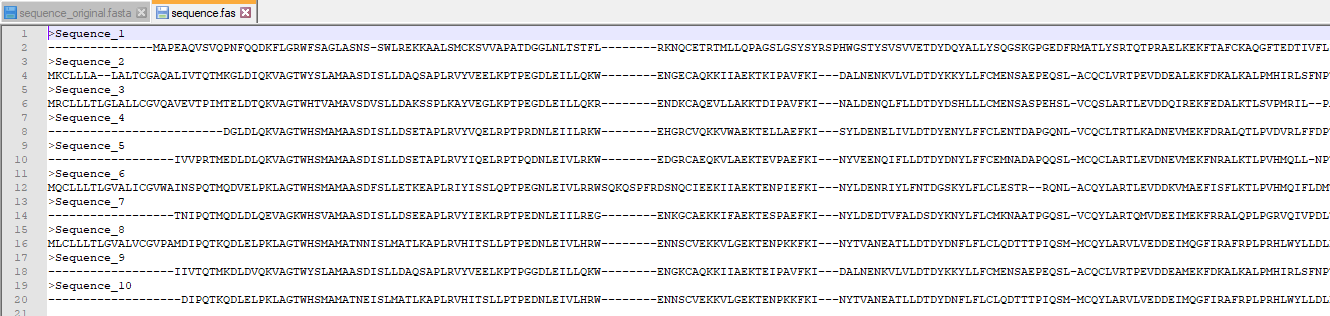 sequence_original.fasta sequence.fas
1 >Sequence_1
2 ---------------MAPEAQVSVQPNFQQDKFLGRWFSAGLASNS-SWLREKKAALSMCKSVVAPATDGGLNLTSTFL--------RKNQCETRTMLLQPAGSLGSYSYRSPHWGSTYSVSVVETDYDQYALLYSQGSKGPGEDFRMATLYSRTQTPRAELKEKFTAFCKAQGFTEDTIVFL
3 >Sequence_2
4 MKCLLLA--LALTCGAQALIVTQTMKGLDIQKVAGTWYSLAMAASDISLLDAQSAPLRVYVEELKPTPEGDLEILLQKW--------ENGECAQKKIIAEKTKIPAVFKI----DALNENKVLVLDTDYKKYLLFCMENSAEPEQSL-ACQCLVRTPEVDDEALEKFDKALKALPMHIRLSFNP
5 >Sequence_3
6 MRCLLLTLGLALLCGVQAVEVTPIMTELDTQKVAGTWHTVAMAVSDVSLLDAKSSPLKAYVEGLKPTPEGDLEILLQKR--------ENDKCAQEVLLAKKTDIPAVFKI----NALDENQLFLLDTDYDSHLLLCMENSASPEHSL-VCQSLARTLEVDDQIREKFEDALKTLSVPMRIL--P
7 >Sequence_4
8 ----------------------DGLDLQKVAGTWHSMAMAASDISLLDSETAPLRVYVQELRPTPRDNLEIILRKW--------EHGRCVQKKVWAEKTELLAEFKI----SYLDENELIVLDTDYENYLFFCLENTDAPGQNL-VCQCLTRTLKADNEVMEKFDRALQTLPVDVRLFFDP
9 >Sequence_5
10 ------------------IVVPRTMEDLDLQKVAGTWHSMAMAASDISLLDSETAPLRVYIQELRPTPQDNLEIVLRKW--------EDGRCAEQKVLAEKTEVPAEFKI----NYVEENQIFLLDTDYDNYLFFCEMNADAPQQSL-MCQCLARTLEVDNEVMEKFNRALKTLPVHMQLL-NP
11 >Sequence_6
12 MQCLLLTLGVALICGVWAINSPQTMQDVELPKLAGTWHSMAMAASDFSLLETKEAPLRIYISSLQPTPEGNLEIVLRRWSQKQSPFRDSNQCIEEKIIAEKTENPIEFKI----NYLDENRIYLFNTDGSKYLFLCLESTR--RQNL-ACQYLARTLEVDDKVMAEFISFLKTLPVHMQIFLDM
13 >Sequence_7
14 ------------------TNIPQTMQDLDLQEVAGKWHSVAMAASDISLLDSEEAPLRVYIEKLRPTPEDNLEIILREG--------ENKGCAEKKIFAEKTESPAEFKI----NYLDEDTVFALDSDYKNYLFLCMKNAATPGQSL-VCQYLARTQMVDEEIMEKFRRALQPLPGRVQIVPDL
15 >Sequence_8
16 MLCLLLTLGVALVCGVPAMDIPQTKQDLELPKLAGTWHSMAMATNNISLMATLKAPLRVHITSLLPTPEDNLEIVLHRW--------ENNSCVEKKVLGEKTENPKKFKI----NYTVANEATLLDTDYDNFLFLCLQDTTTPIQSM-MCQYLARVLVEDDEIMQGFIRAFRPLPRHLWYLLDL
17 >Sequence_9
18 ------------------IIVTQTMKDLDVQKVAGTWYSLAMAASDISLLDAQSAPLRVYVEELKPTPGGDLEILLQKW--------ENGKCAQKKIIAEKTEIPAVFKI----DALNENKVLVLDTDYKKYLLFCMENSAEPEQSL-ACQCLVRTPEVDDEAMEKFDKALKALPMHIRLSFNP
19 >Sequence_10
20 -------------------DIPQTKQDLELPKLAGTWHSMAMATNEISLMATLKAPLRVHITSLLPTPEDNLEIVLHRW--------ENNSCVEKKVLGEKTENPKKFKI----NYTVANEATLLDTDYDNFLFLCLQDTTTPIQSM-MCQYLARVLVEDDEIMQGFIRAFRPLPRHLWYLLDL
21